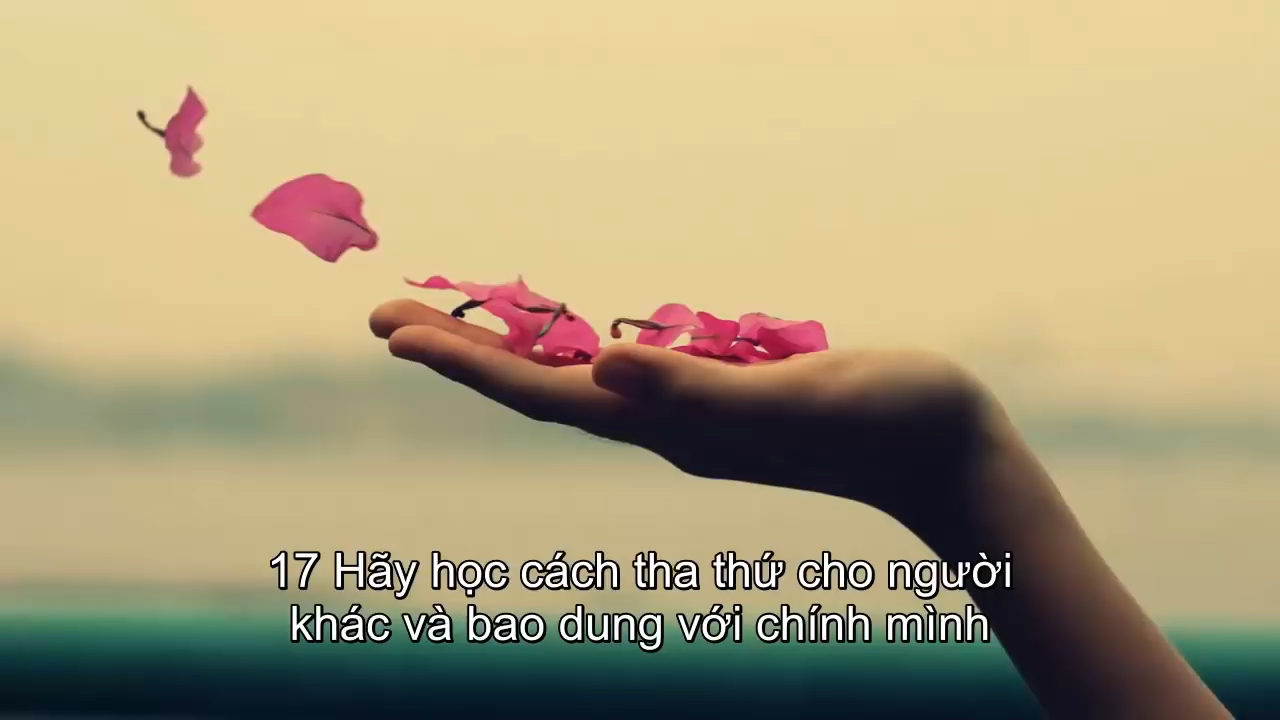 17 Hãy học cách tha thứ cho người
khác và bao dung với chính mình